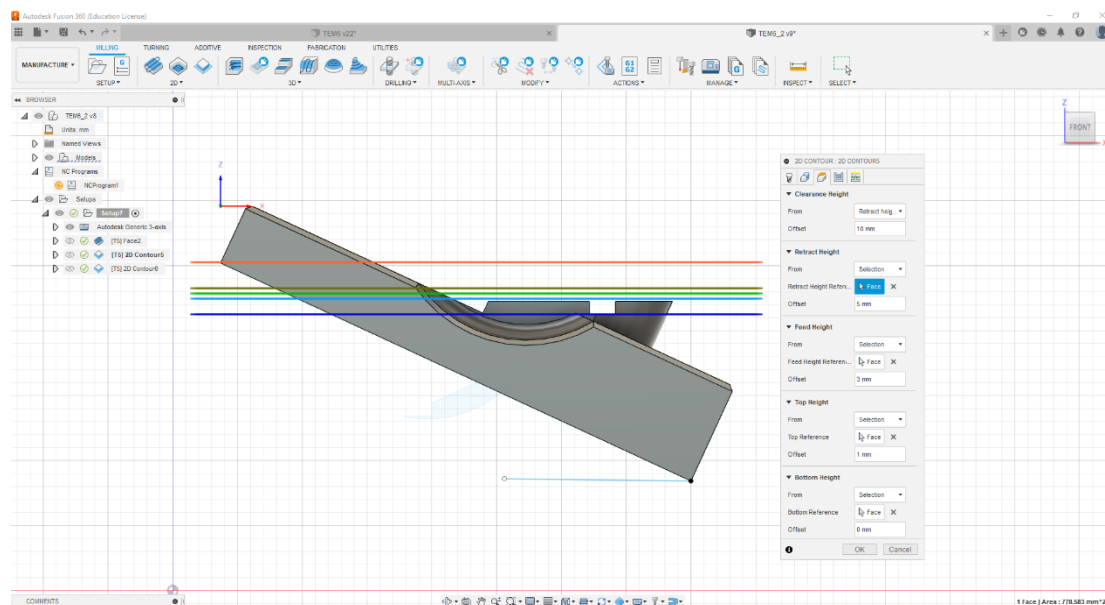 Autodesk Fusion 360 (Education License)
TEM6 v22*
TEM6_2 v9*
MANUFACTURE
MILLING TURNING ADDITIVE INSPECTION FABRICATION UTILITIES
SETUP 2D 3D DRILLING MULTI-AXIS MODIFY ACTIONS MANAGE INSPECT SELECT
G1
G2
BROWSER
TEM6_2 v8
Units: mm
Named Views
Models
NC Programs
NCProgram1
Setups
Setup7
Autodesk Generic 3-axis
[T5] Face2
[T5] 2D Contour5
[T5] 2D Contour6
Z
X
Z
FRONT
2D CONTOUR : 2D CONTOUR5
Clearance Height
From Retract heig...
Offset 10 mm
Retract Height
From Selection
Retract Height Referen... Face
Offset 5 mm
Feed Height
From Selection
Feed Height Referen... Face
Offset 3 mm
Top Height
From Selection
Top Reference Face
Offset 1 mm
Bottom Height
From Selection
Bottom Reference Face
Offset 0 mm
OK Cancel
COMMENTS
1 Face | Area : 778.583 mm^2